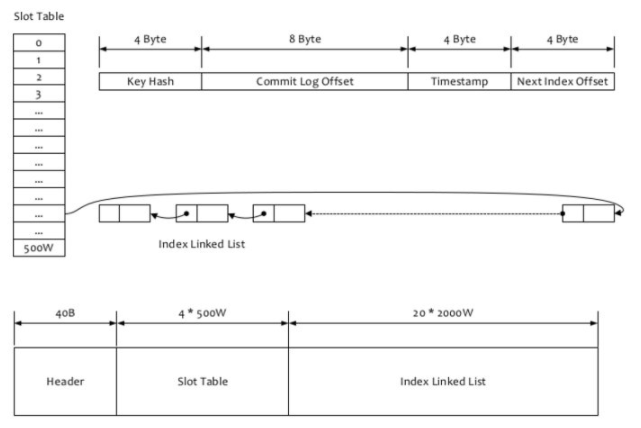 Slot Table
0
1
2
3
...
...
...
...
...
...
...
...
500W
4 Byte 8 Byte 4 Byte 4 Byte
Key Hash Commit Log Offset Timestamp Next Index Offset
Index Linked List
40B 4 * 500W 20 * 2000W
Header Slot Table Index Linked List